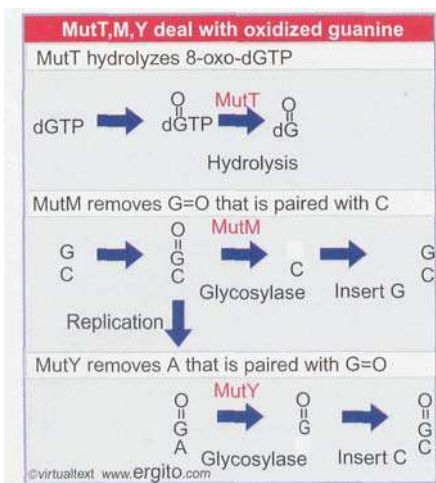 MutT,M,Y deal with oxidized guanine
MutT hydrolyzes 8-oxo-dGTP
O
dGTP dGTP MutT dG
O
Hydrolysis
MutM removes G=O that is paired with C
O
G G MutM G
C C C C
Glycosylase Insert G
Replication
MutY removes A that is paired with G=O
O O O
G MutY G G
A C
Glycosylase Insert C
©virtualtext www.ergito.com